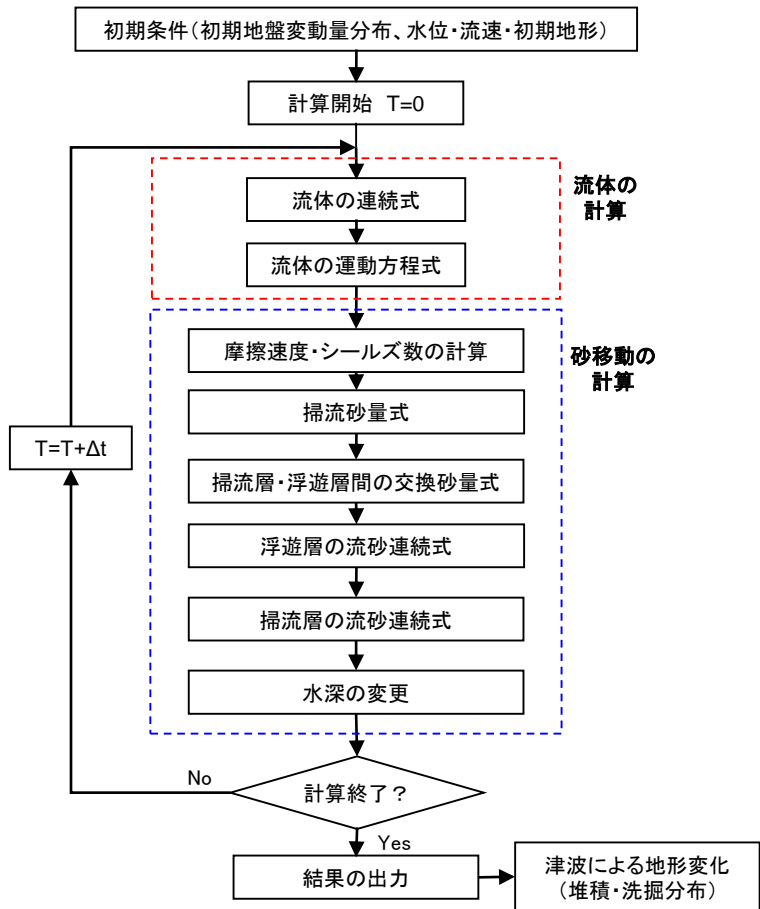 初期条件(初期地盤変動量分布、水位・流速・初期地形)
計算開始 T=0
流体の連続式
流体の運動方程式
流体の
計算
摩擦速度・シールズ数の計算
掃流砂量式
掃流層・浮遊層間の交換砂量式
浮遊層の流砂連続式
掃流層の流砂連続式
水深の変更
砂移動の
計算
T=T+Δt
計算終了？
No
Yes
結果の出力
津波による地形変化
（堆積・洗掘分布）